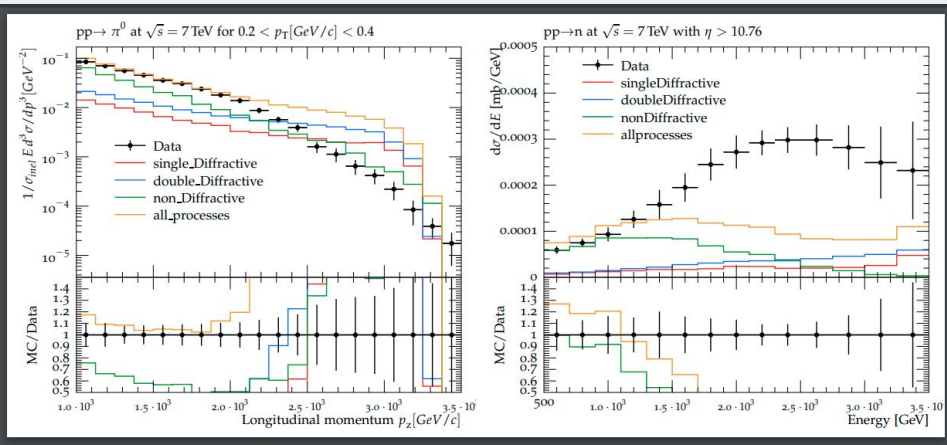 pp→ π⁰ at √s = 7 TeV for 0.2 < p_T[GeV/c] < 0.4
1/σ_inel E d³σ/dp³ [GeV⁻²]
10⁻¹
10⁻²
10⁻³
10⁻⁴
10⁻⁵
Data
single_Diffractive
double_Diffractive
non_Diffractive
all_processes
MC/Data
1.4
1.3
1.2
1.1
1
0.9
0.8
0.7
0.6
0.5
1.0 · 10³ 1.5 · 10³ 2.0 · 10³ 2.5 · 10³ 3.0 · 10³ 3.5 · 10
Longitudinal momentum p_z[GeV/c]
pp→n at √s = 7 TeV with η > 10.76
dσ/dE [mb/GeV]
0.0005
0.0004
0.0003
0.0002
0.0001
0
Data
singleDiffractive
doubleDiffractive
nonDiffractive
allprocesses
MC/Data
1.4
1.3
1.2
1.1
1
0.9
0.8
0.7
0.6
0.5
500 1.0 · 10³ 1.5 · 10³ 2.0 · 10³ 2.5 · 10³ 3.0 · 10³ 3.5 · 10
Energy [GeV]